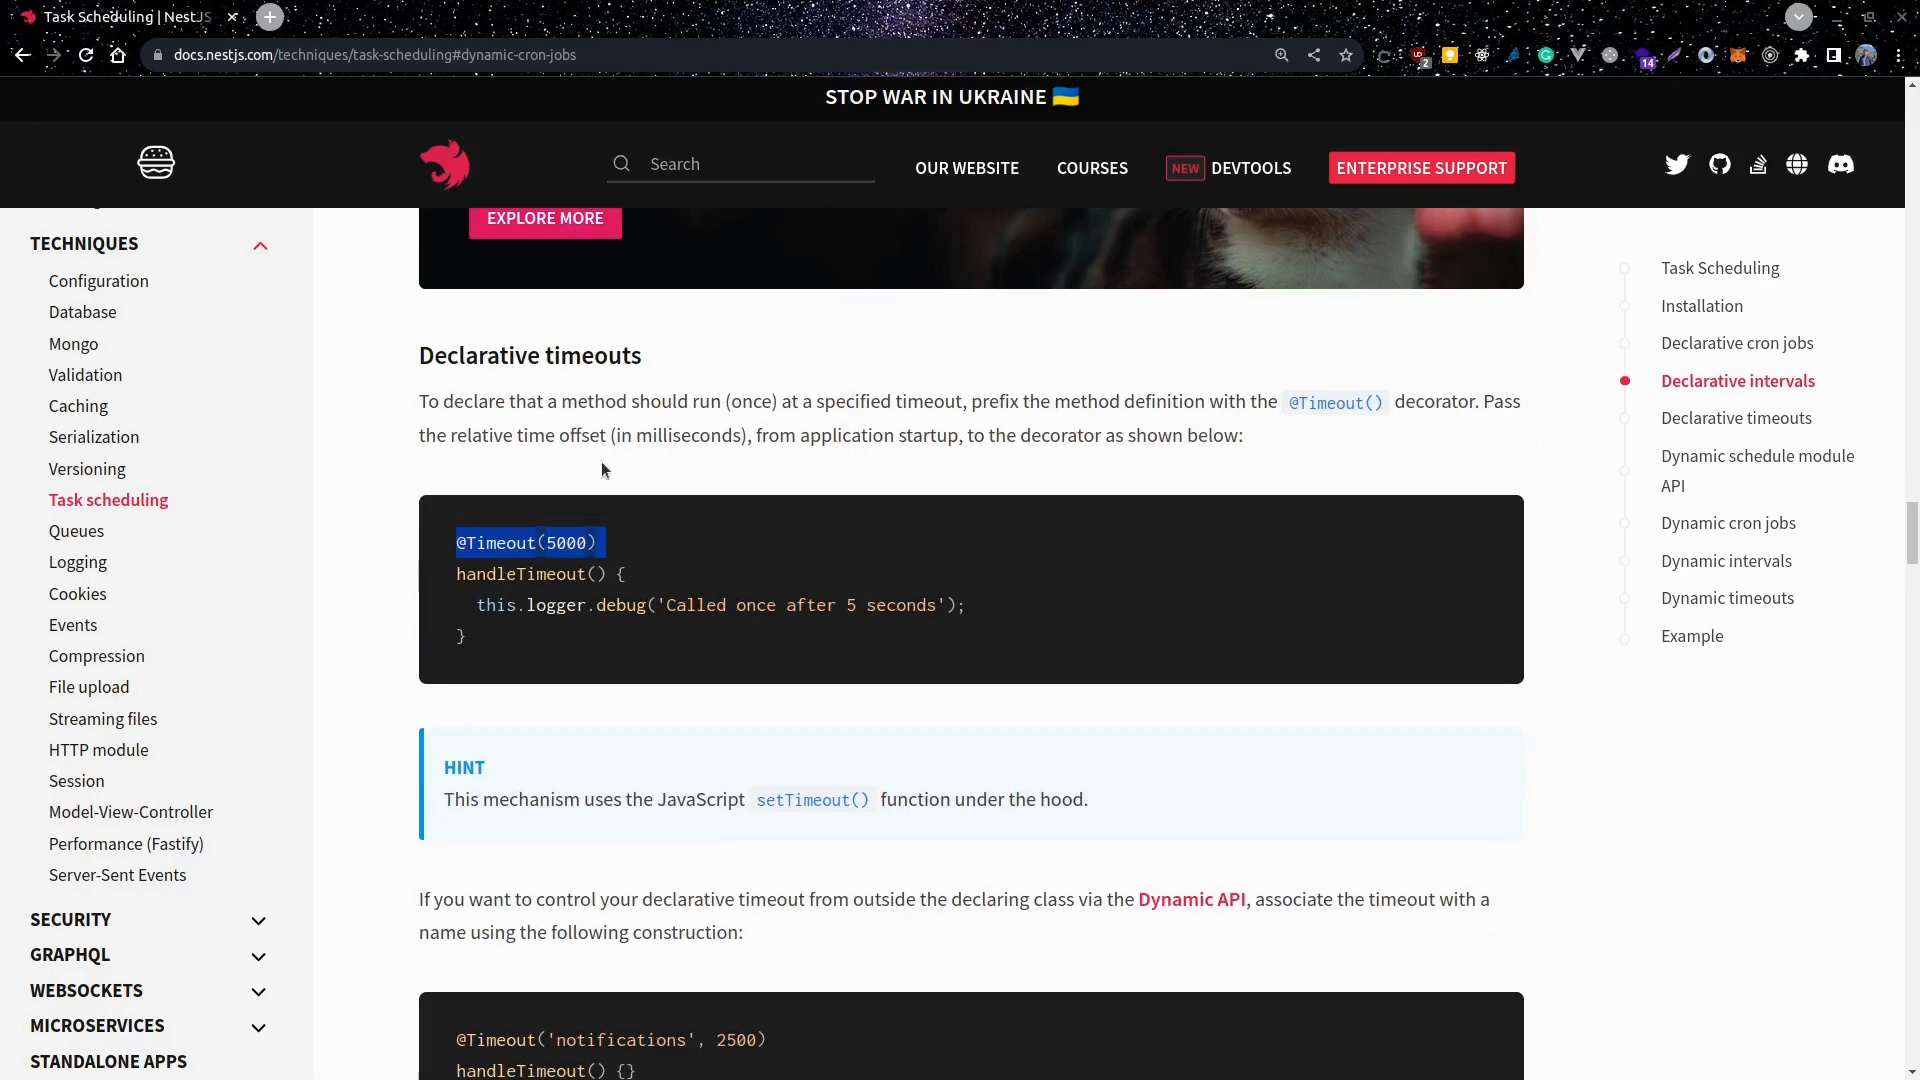 Task Scheduling | NestJS
docs.nestjs.com/techniques/task-scheduling#dynamic-cron-jobs
2
14
STOP WAR IN UKRAINE 🇺🇦
Search
OUR WEBSITE
COURSES
NEW
DEVTOOLS
ENTERPRISE SUPPORT
TECHNIQUES
Configuration
Database
Mongo
Validation
Caching
Serialization
Versioning
Task scheduling
Queues
Logging
Cookies
Events
Compression
File upload
Streaming files
HTTP module
Session
Model-View-Controller
Performance (Fastify)
Server-Sent Events
SECURITY
GRAPHQL
WEBSOCKETS
MICROSERVICES
STANDALONE APPS
EXPLORE MORE
Declarative timeouts
To declare that a method should run (once) at a specified timeout, prefix the method definition with the @Timeout() decorator. Pass
the relative time offset (in milliseconds), from application startup, to the decorator as shown below:
@Timeout(5000)
handleTimeout() {
this.logger.debug('Called once after 5 seconds');
}
HINT
This mechanism uses the JavaScript setTimeout() function under the hood.
If you want to control your declarative timeout from outside the declaring class via the Dynamic API, associate the timeout with a
name using the following construction:
@Timeout('notifications', 2500)
handleTimeout() {}
Task Scheduling
Installation
Declarative cron jobs
Declarative intervals
Declarative timeouts
Dynamic schedule module
API
Dynamic cron jobs
Dynamic intervals
Dynamic timeouts
Example